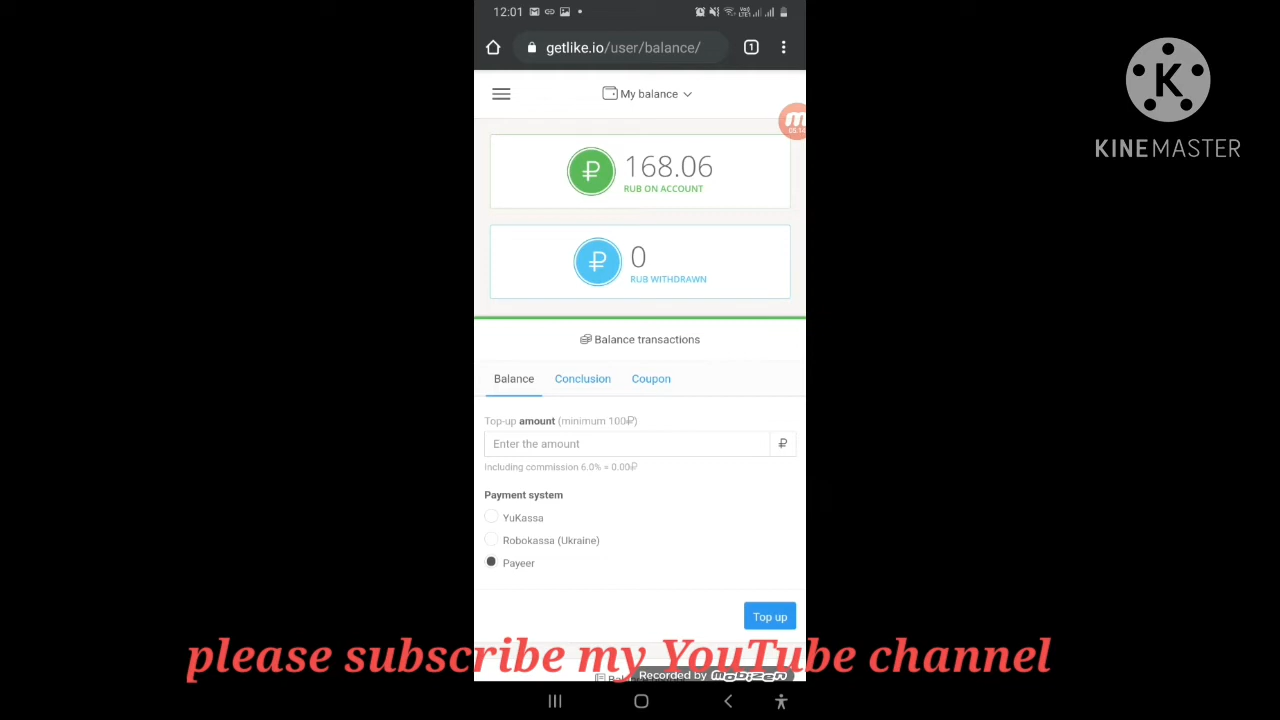 12:01
getlike.io/user/balance/
1
My balance
168.06
RUB ON ACCOUNT
0
RUB WITHDRAWN
Balance transactions
Balance Conclusion Coupon
Top-up amount (minimum 100₽)
Enter the amount ₽
Including commission 6.0% = 0.00₽
Payment system
YuKassa
Robokassa (Ukraine)
Payeer
Top up
please subscribe my YouTube channel
Recorded by mobizen
K
KINEMASTER